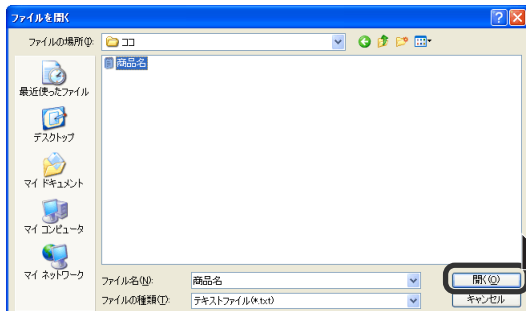 ファイルを開く
ファイルの場所(I):
ココ
商品名
最近使ったファイル
デスクトップ
マイ ドキュメント
マイ コンピュータ
マイ ネットワーク
ファイル名(N):
商品名
開く(O)
ファイルの種類(T):
テキストファイル(*.txt)
キャンセル